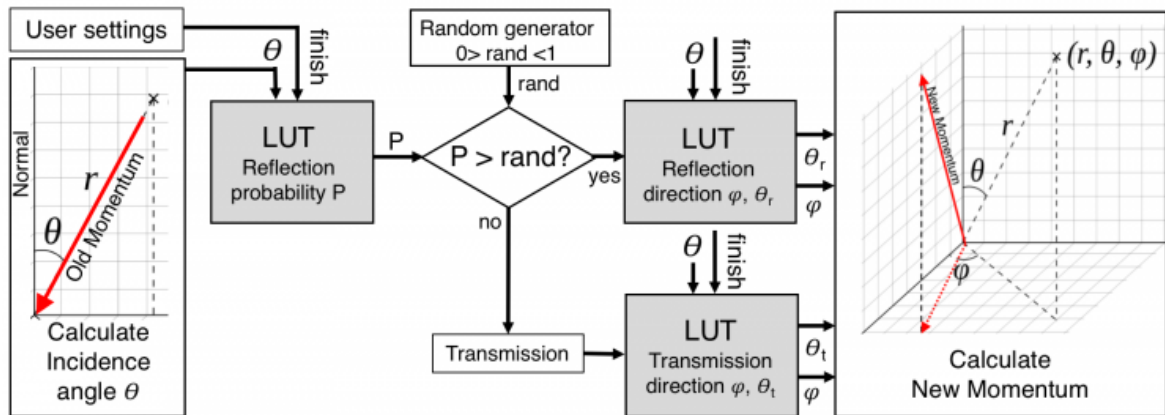 User settings
θ
finish
Normal
r
θ
Old Momentum
Calculate
Incidence
angle θ
LUT
Reflection
probability P
P
Random generator
0> rand <1
rand
P > rand?
yes
no
Transmission
θ
finish
LUT
Reflection
direction φ, θr
θr
φ
θ
finish
LUT
Transmission
direction φ, θt
θt
φ
New Momentum
(r, θ, φ)
r
θ
φ
Calculate
New Momentum